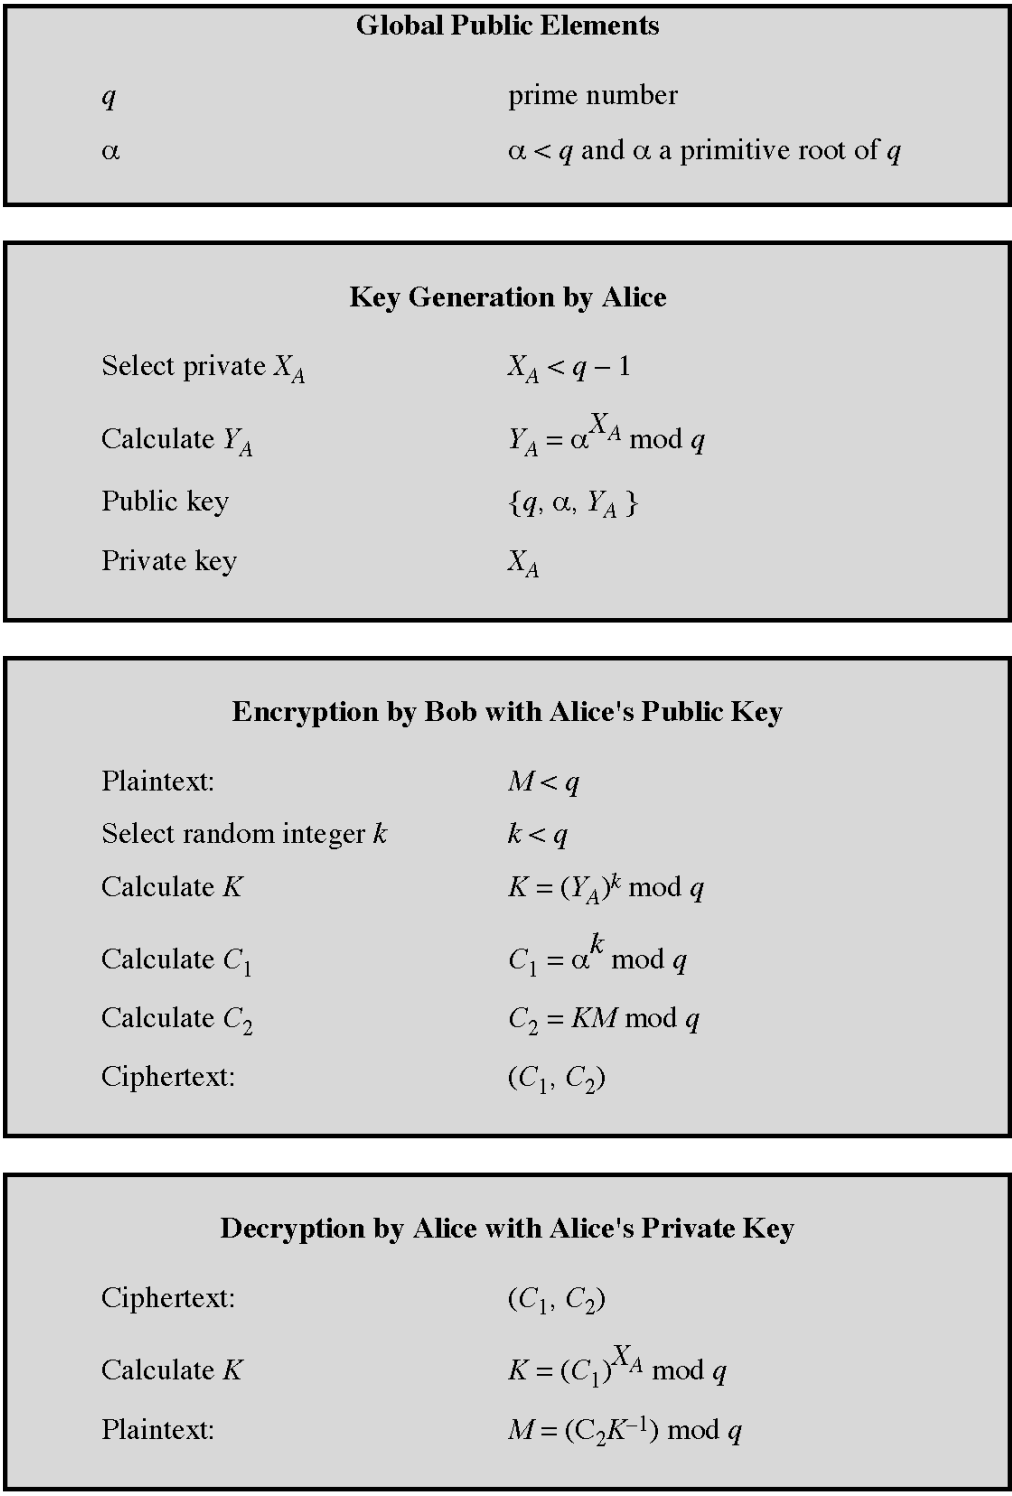 Global Public Elements
q prime number
α α < q and α a primitive root of q
Key Generation by Alice
Select private X_A X_A < q – 1
Calculate Y_A Y_A = α^{X_A} mod q
Public key {q, α, Y_A }
Private key X_A
Encryption by Bob with Alice's Public Key
Plaintext: M < q
Select random integer k k < q
Calculate K K = (Y_A)^k mod q
Calculate C_1 C_1 = α^k mod q
Calculate C_2 C_2 = KM mod q
Ciphertext: (C_1, C_2)
Decryption by Alice with Alice's Private Key
Ciphertext: (C_1, C_2)
Calculate K K = (C_1)^{X_A} mod q
Plaintext: M = (C_2K^{–1}) mod q